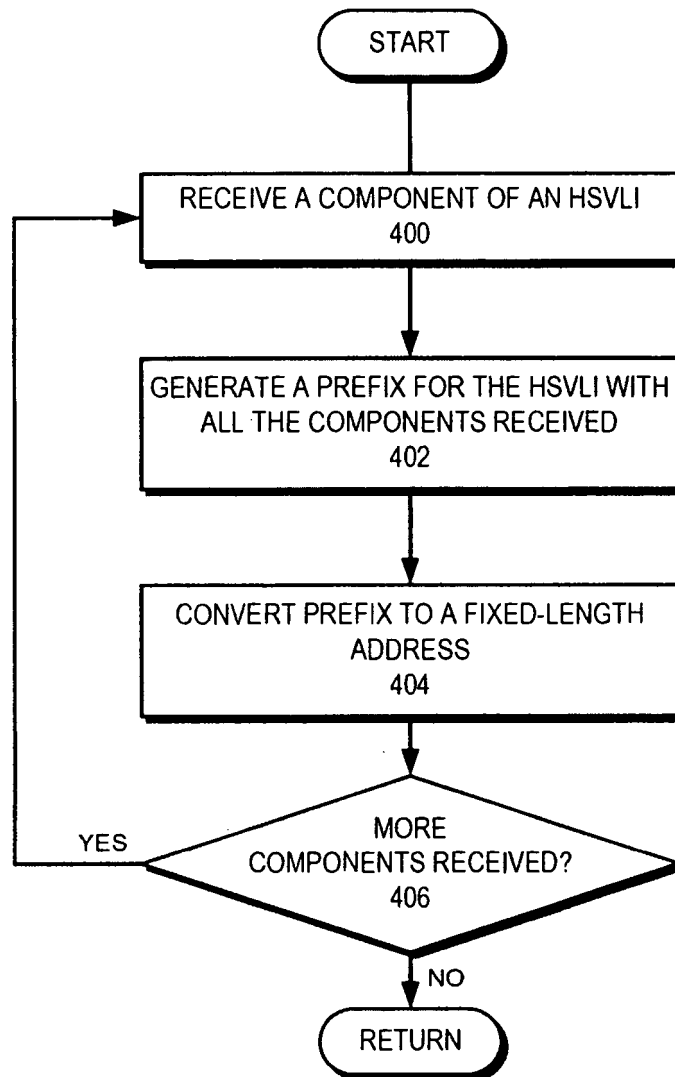 START
RECEIVE A COMPONENT OF AN HSVLI
400
GENERATE A PREFIX FOR THE HSVLI WITH
ALL THE COMPONENTS RECEIVED
402
CONVERT PREFIX TO A FIXED-LENGTH
ADDRESS
404
MORE
COMPONENTS RECEIVED?
406
YES
NO
RETURN